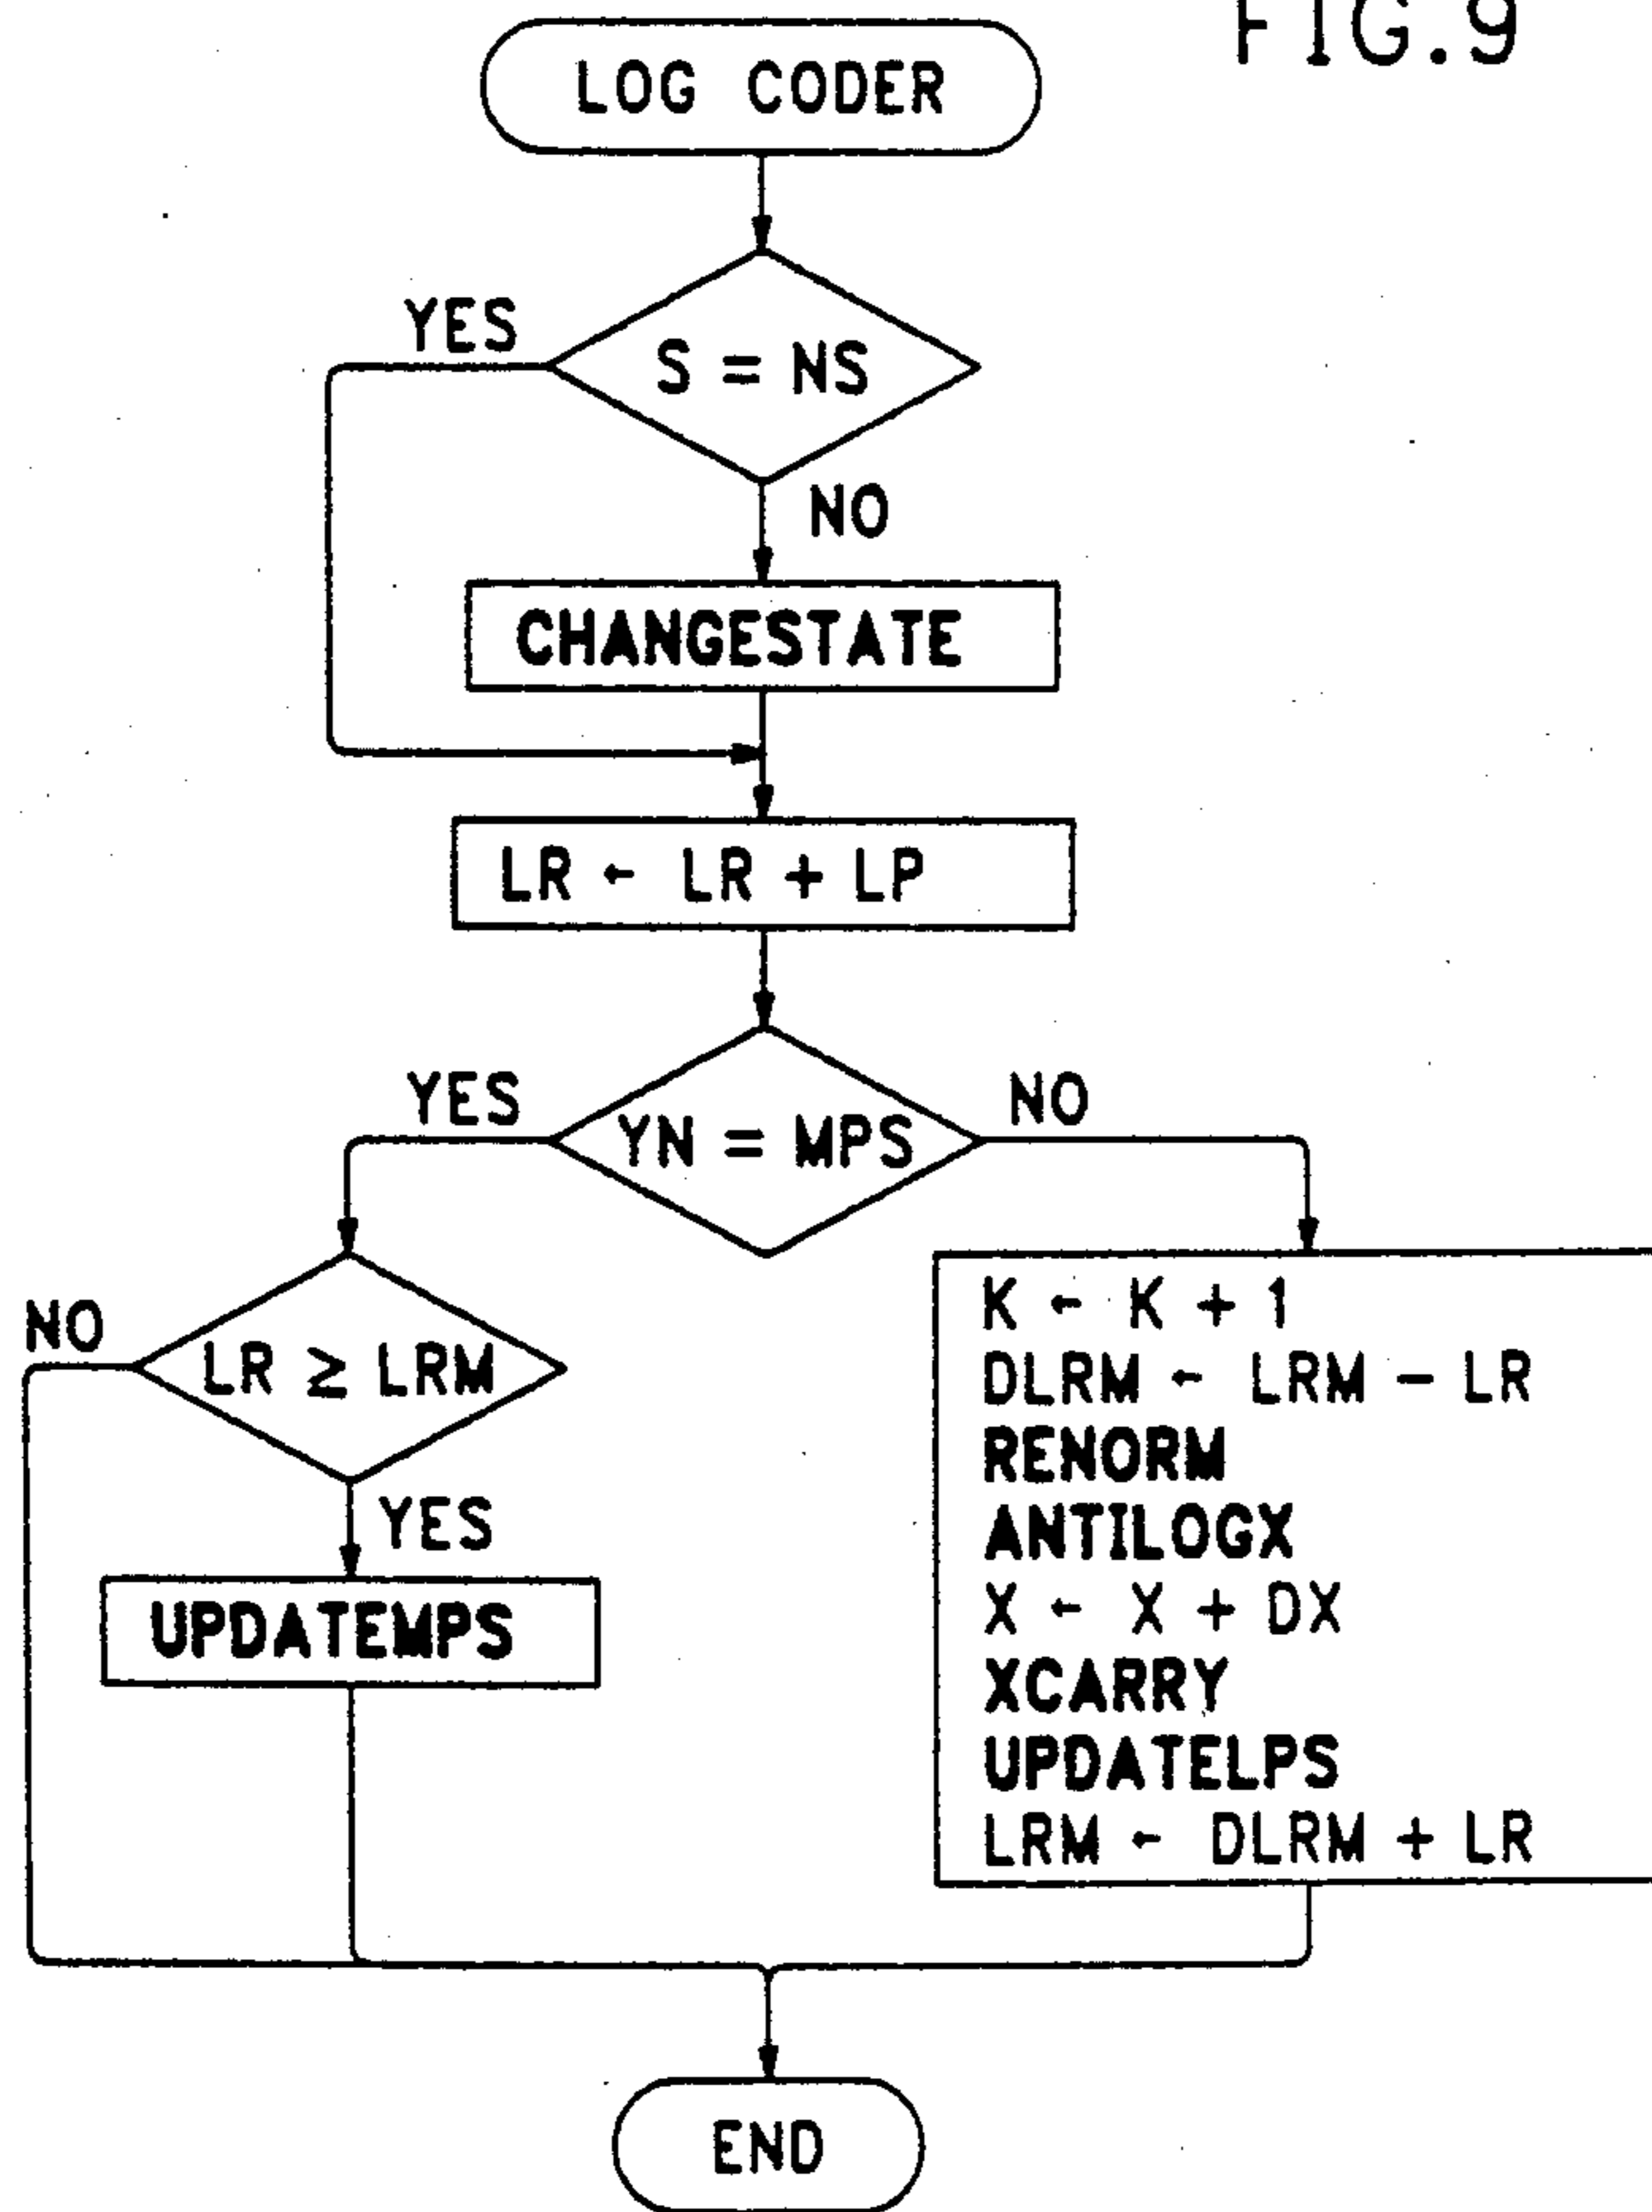 FIG.9
LOG CODER
YES
S = NS
NO
CHANGESTATE
LR ← LR + LP
YES
YN = MPS
NO
NO
LR ≥ LRM
YES
UPDATEMPS
K ← K + 1
DLRM ← LRM - LR
RENORM
ANTILOGX
X ← X + DX
XCARRY
UPDATELPS
LRM ← DLRM + LR
END